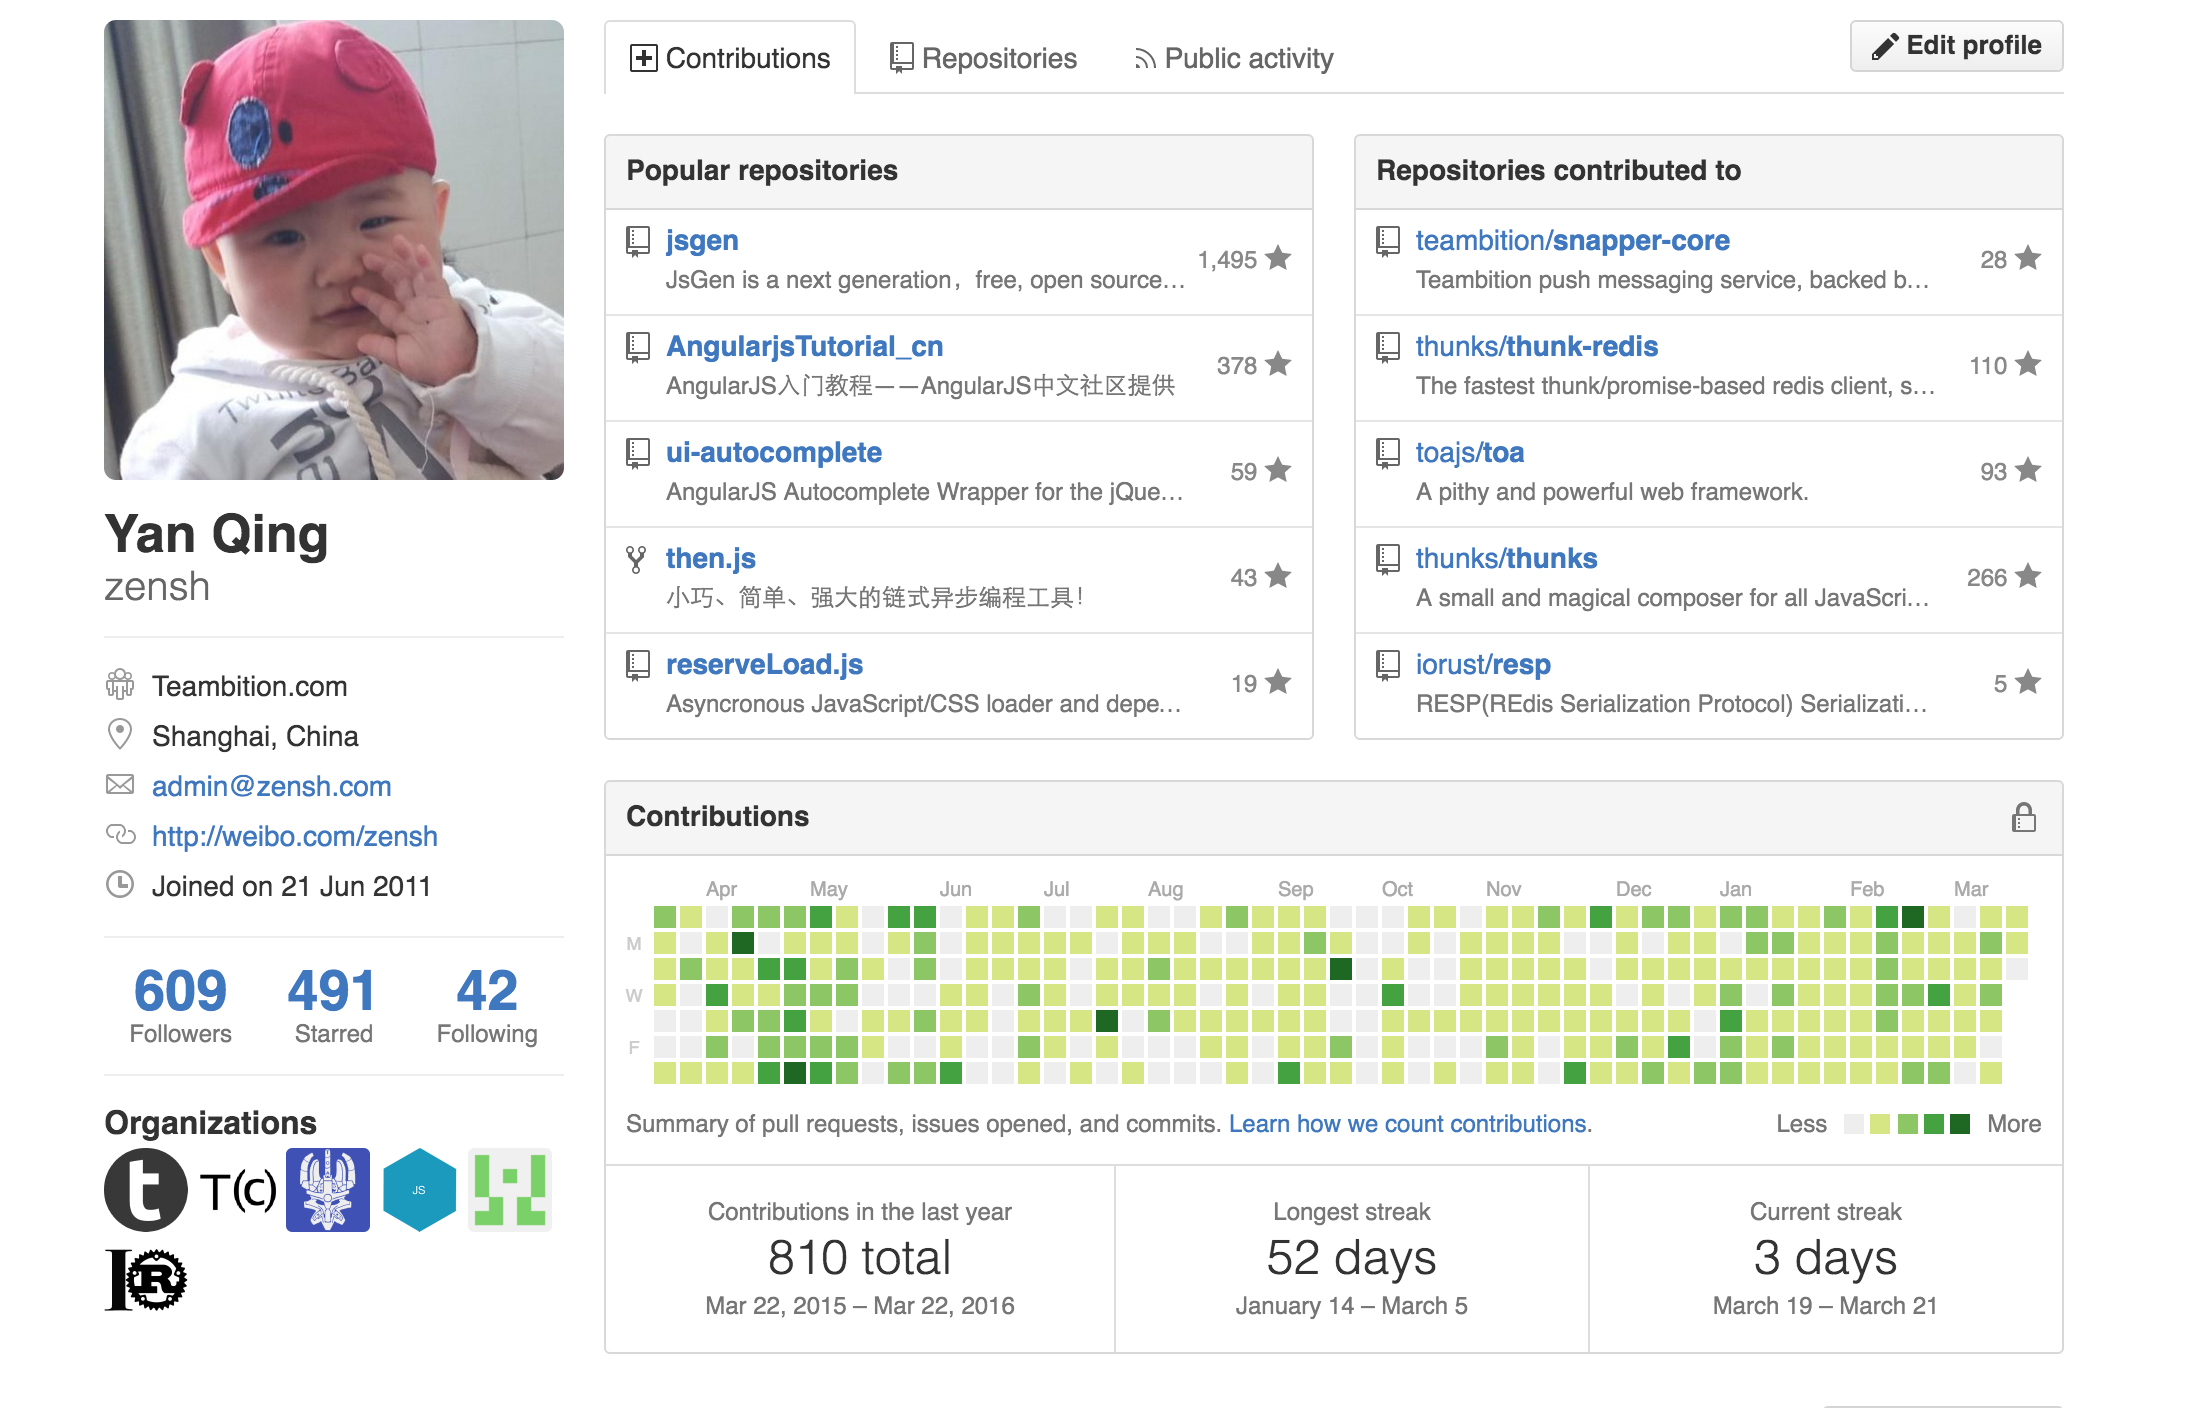 Contributions
Repositories
Public activity
Edit profile
Yan Qing
zensh
Teambition.com
Shanghai, China
admin@zensh.com
http://weibo.com/zensh
Joined on 21 Jun 2011
609 491 42
Followers Starred Following
Organizations
t T(c) JS
I R
Popular repositories
jsgen
1,495
JsGen is a next generation，free, open source…
AngularjsTutorial_cn
378
AngularJS入门教程——AngularJS中文社区提供
ui-autocomplete
59
AngularJS Autocomplete Wrapper for the jQue…
then.js
43
小巧、简单、强大的链式异步编程工具！
reserveLoad.js
19
Asyncronous JavaScript/CSS loader and depe…
Repositories contributed to
teambition/snapper-core
28
Teambition push messaging service, backed b…
thunks/thunk-redis
110
The fastest thunk/promise-based redis client, s…
toajs/toa
93
A pithy and powerful web framework.
thunks/thunks
266
A small and magical composer for all JavaScri…
iorust/resp
5
RESP(REdis Serialization Protocol) Serializati…
Contributions
Apr May Jun Jul Aug Sep Oct Nov Dec Jan Feb Mar
M
W
F
Summary of pull requests, issues opened, and commits. Learn how we count contributions.
Less More
Contributions in the last year
810 total
Mar 22, 2015 – Mar 22, 2016
Longest streak
52 days
January 14 – March 5
Current streak
3 days
March 19 – March 21